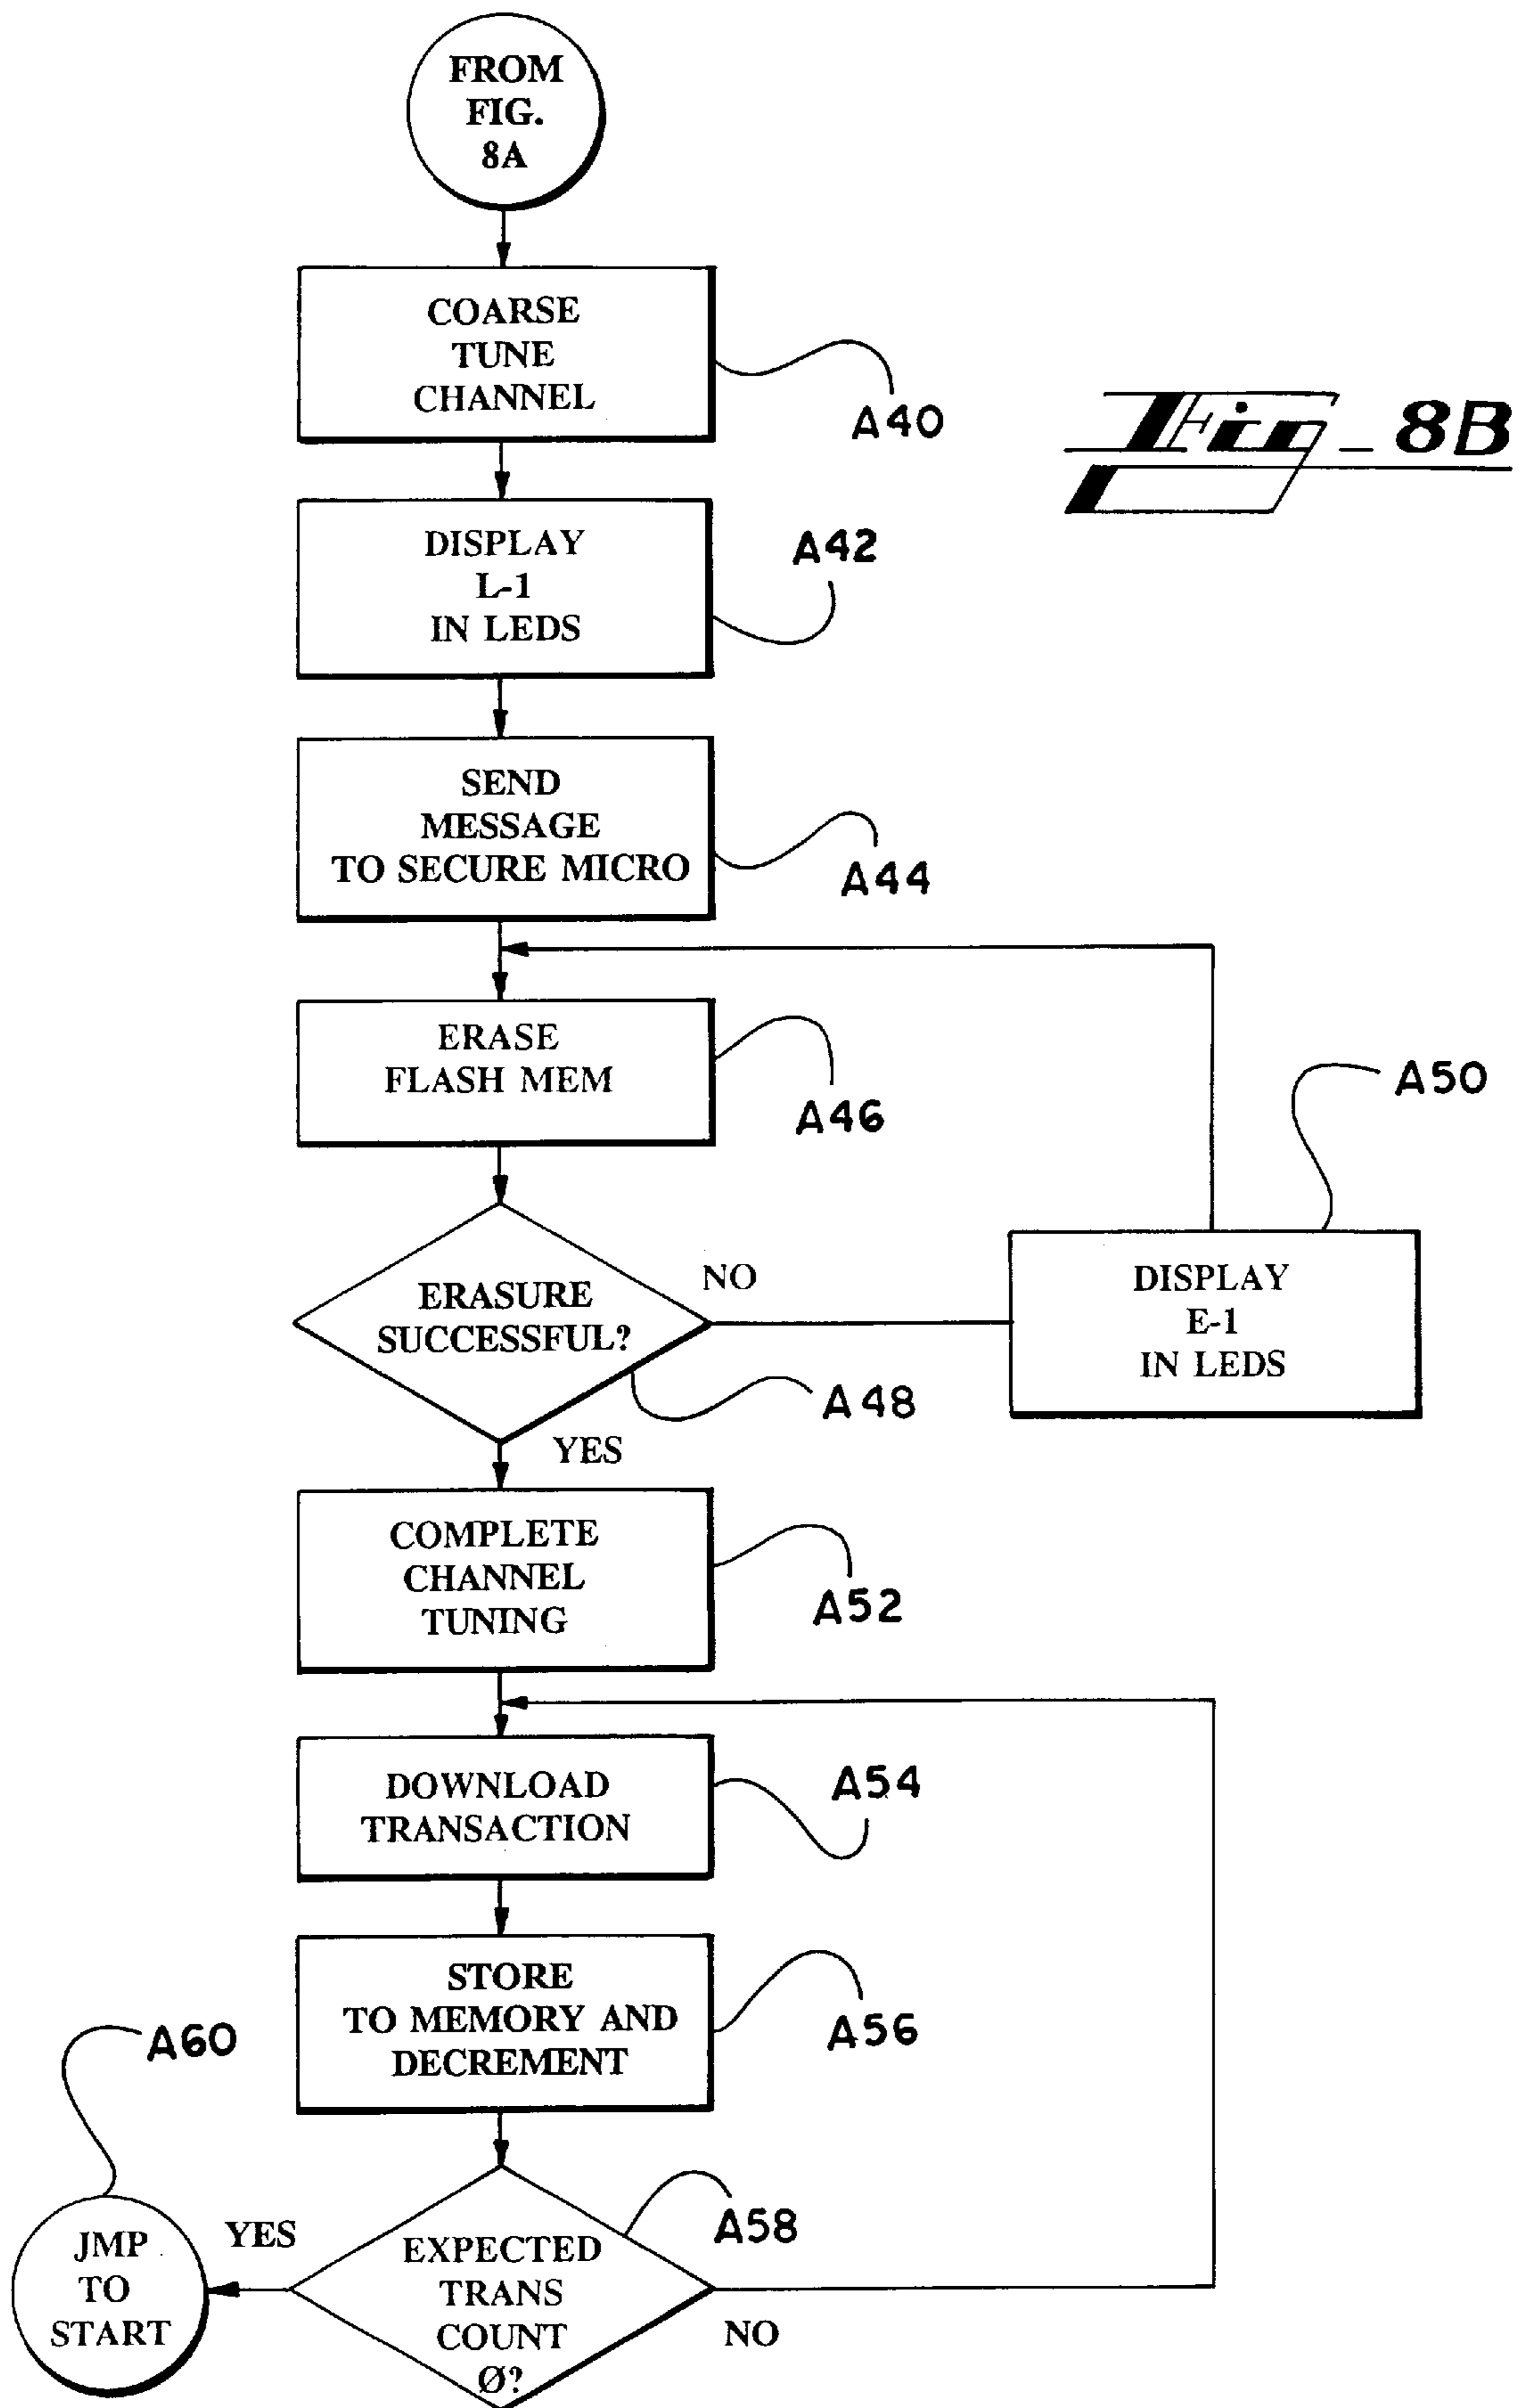 FROM
FIG.
8A
COARSE
TUNE
CHANNEL
A40
Fig_8B
DISPLAY
L-1
IN LEDS
A42
SEND
MESSAGE
TO SECURE MICRO
A44
ERASE
FLASH MEM
A46
A50
ERASURE
SUCCESSFUL?
NO
DISPLAY
E-1
IN LEDS
A48
YES
COMPLETE
CHANNEL
TUNING
A52
DOWNLOAD
TRANSACTION
A54
STORE
TO MEMORY AND
DECREMENT
A56
A60
A58
JMP
TO
START
YES
EXPECTED
TRANS
COUNT
Ø?
NO